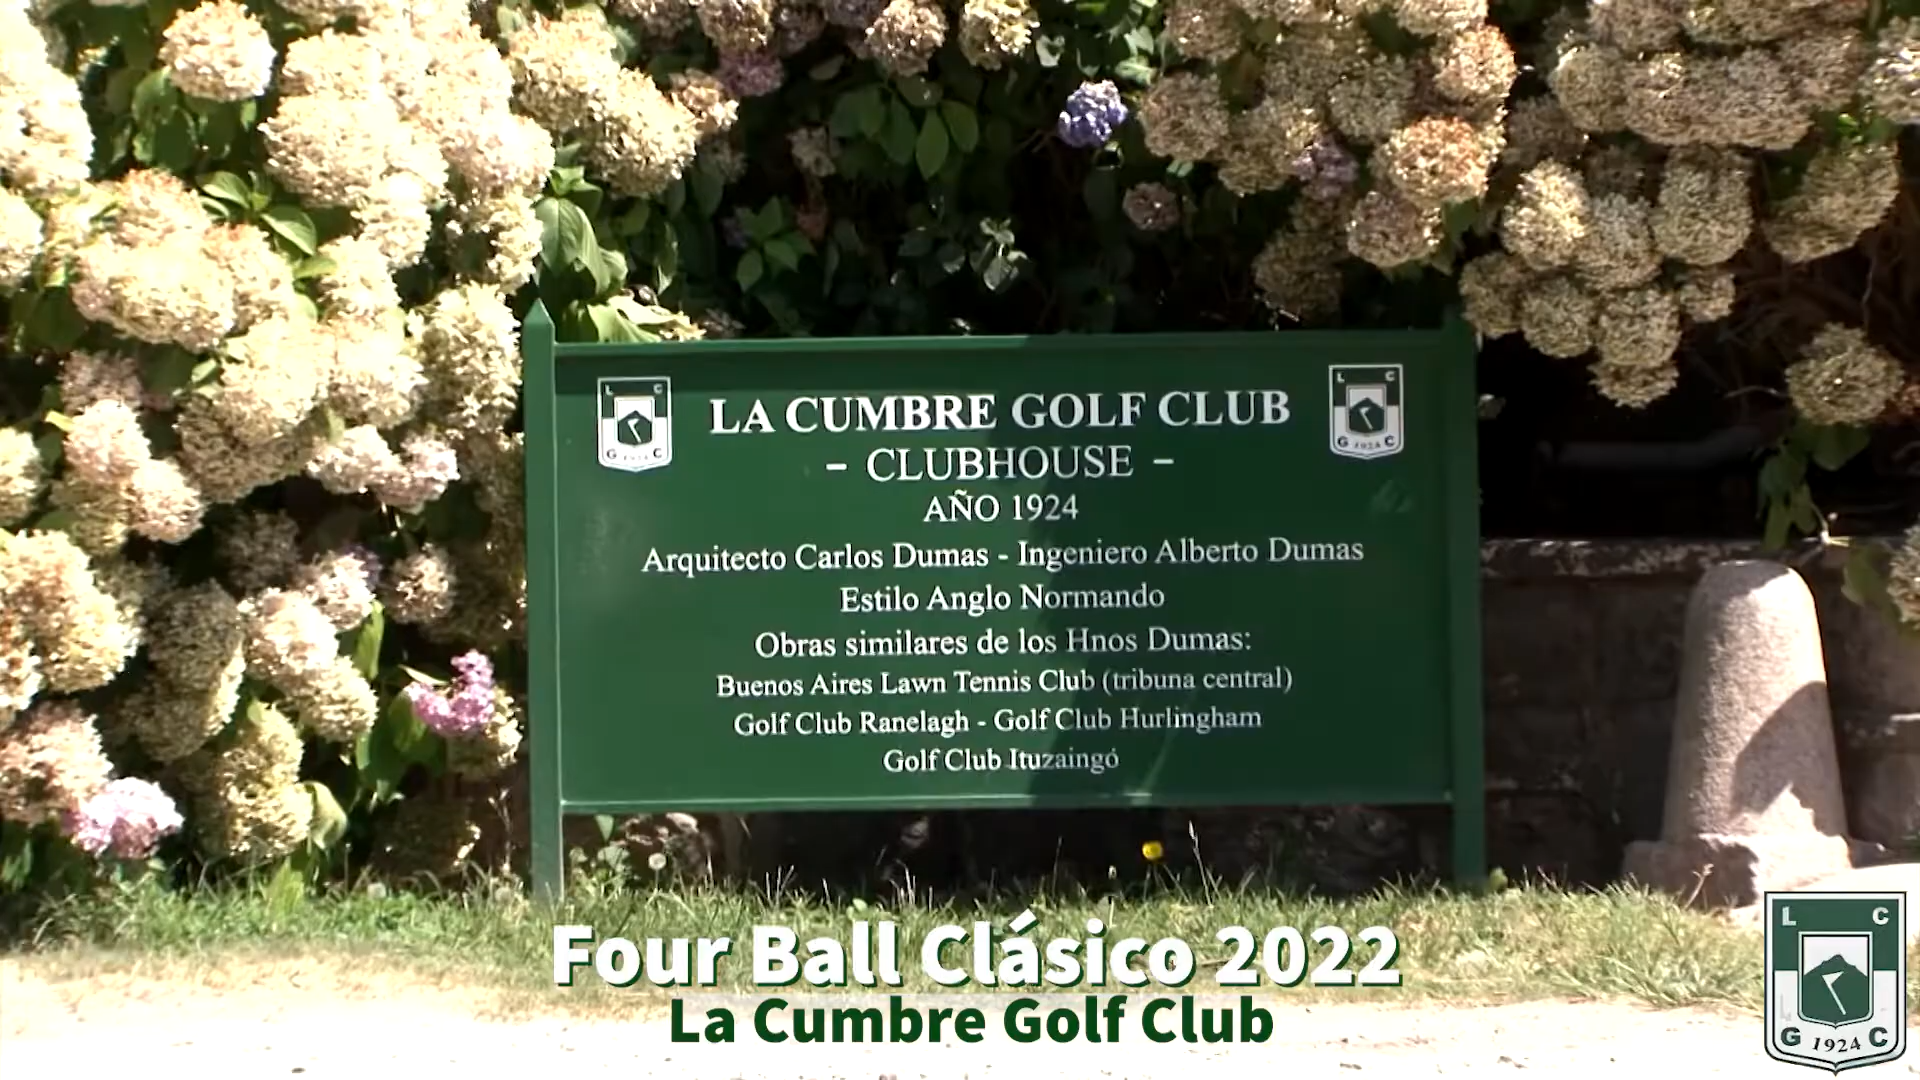 L C
G 1924 C
LA CUMBRE GOLF CLUB
- CLUBHOUSE -
AÑO 1924
Arquitecto Carlos Dumas - Ingeniero Alberto Dumas
Estilo Anglo Normando
Obras similares de los Hnos Dumas:
Buenos Aires Lawn Tennis Club (tribuna central)
Golf Club Ranelagh - Golf Club Hurlingham
Golf Club Ituzaingó
L C
G 1924 C
Four Ball Clásico 2022
La Cumbre Golf Club
L C
G 1924 C